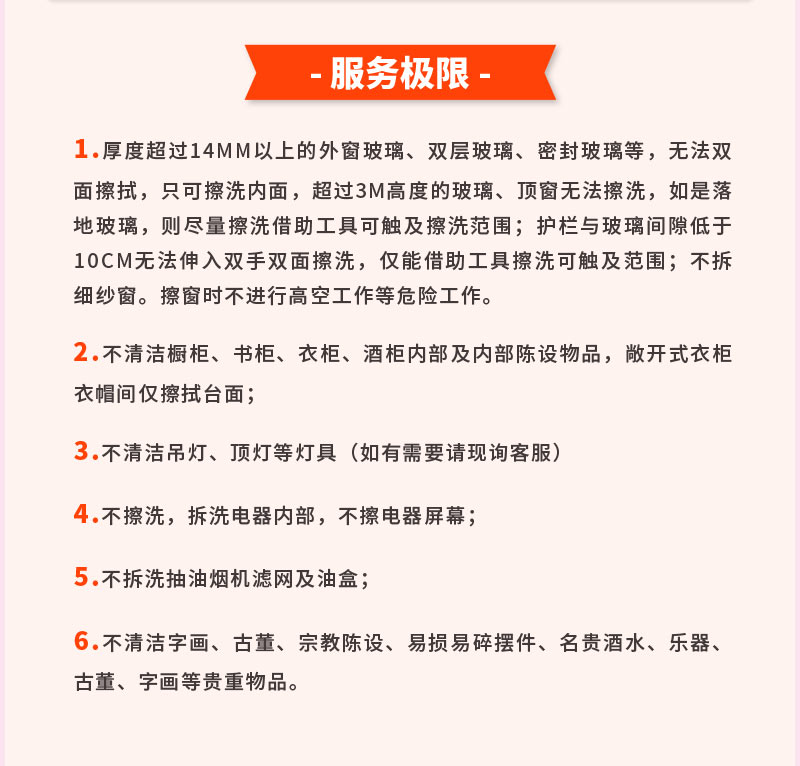 - 服务极限 -
1.厚度超过14MM以上的外窗玻璃、双层玻璃、密封玻璃等，无法双
面擦拭，只可擦洗内面，超过3M高度的玻璃、顶窗无法擦洗，如是落
地玻璃，则尽量擦洗借助工具可触及擦洗范围；护栏与玻璃间隙低于
10CM无法伸入双手双面擦洗，仅能借助工具擦洗可触及范围；不拆
细纱窗。擦窗时不进行高空工作等危险工作。
2.不清洁橱柜、书柜、衣柜、酒柜内部及内部陈设物品，敞开式衣柜
衣帽间仅擦拭台面；
3.不清洁吊灯、顶灯等灯具（如有需要请现询客服）
4.不擦洗，拆洗电器内部，不擦电器屏幕；
5.不拆洗抽油烟机滤网及油盒；
6.不清洁字画、古董、宗教陈设、易损易碎摆件、名贵酒水、乐器、
古董、字画等贵重物品。